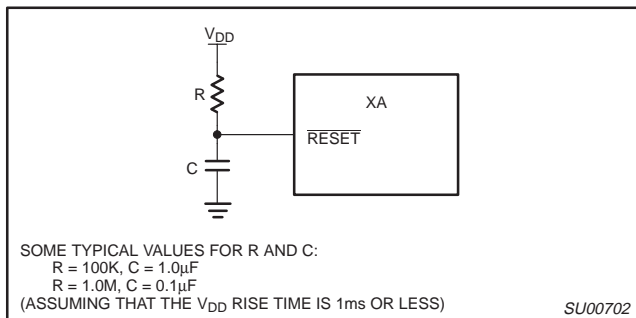 VDD
R
XA
RESET
C
SOME TYPICAL VALUES FOR R AND C:
R = 100K, C = 1.0µF
R = 1.0M, C = 0.1µF
(ASSUMING THAT THE VDD RISE TIME IS 1ms OR LESS)
SU00702